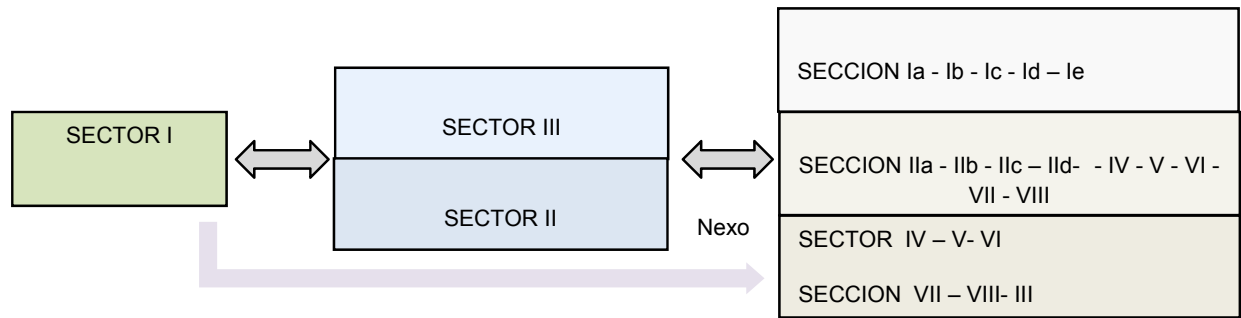 SECTOR I
SECTOR III
SECTOR II
Nexo
SECCION Ia - Ib - Ic - Id – Ie
SECCION IIa - IIb - IIc – IId-  - IV - V - VI -
VII - VIII
SECTOR  IV – V- VI
SECCION  VII – VIII- III